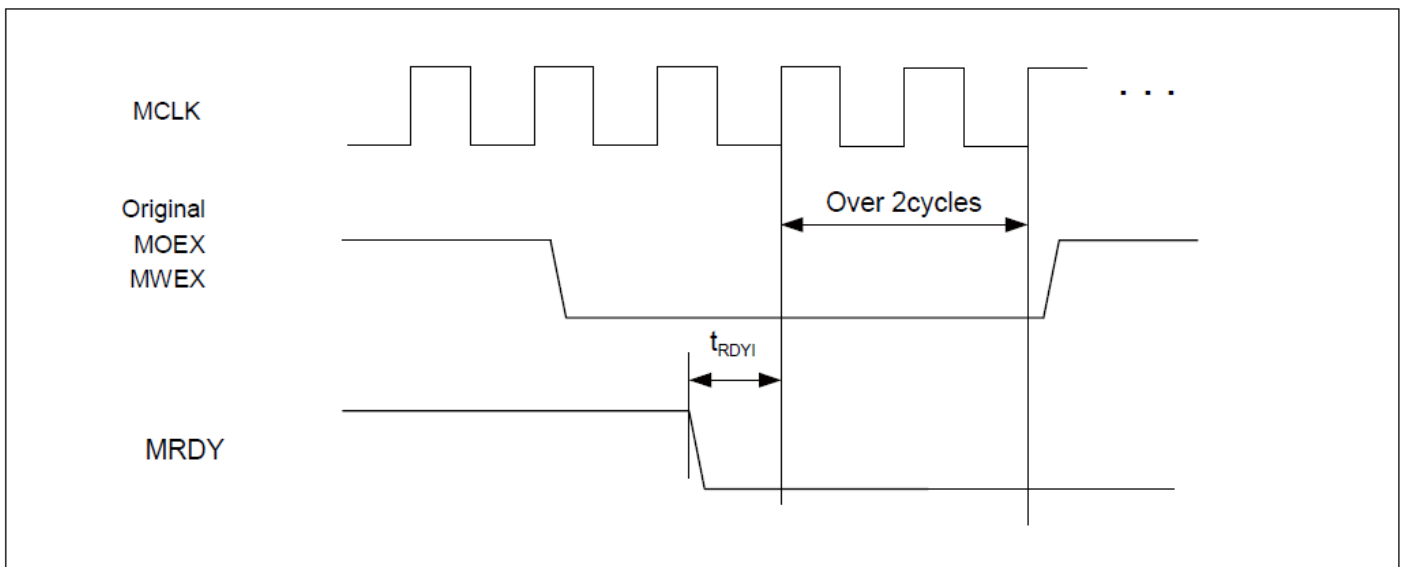 MCLK
. . .
Original
MOEX
MWEX
Over 2cycles
tRDYI
MRDY